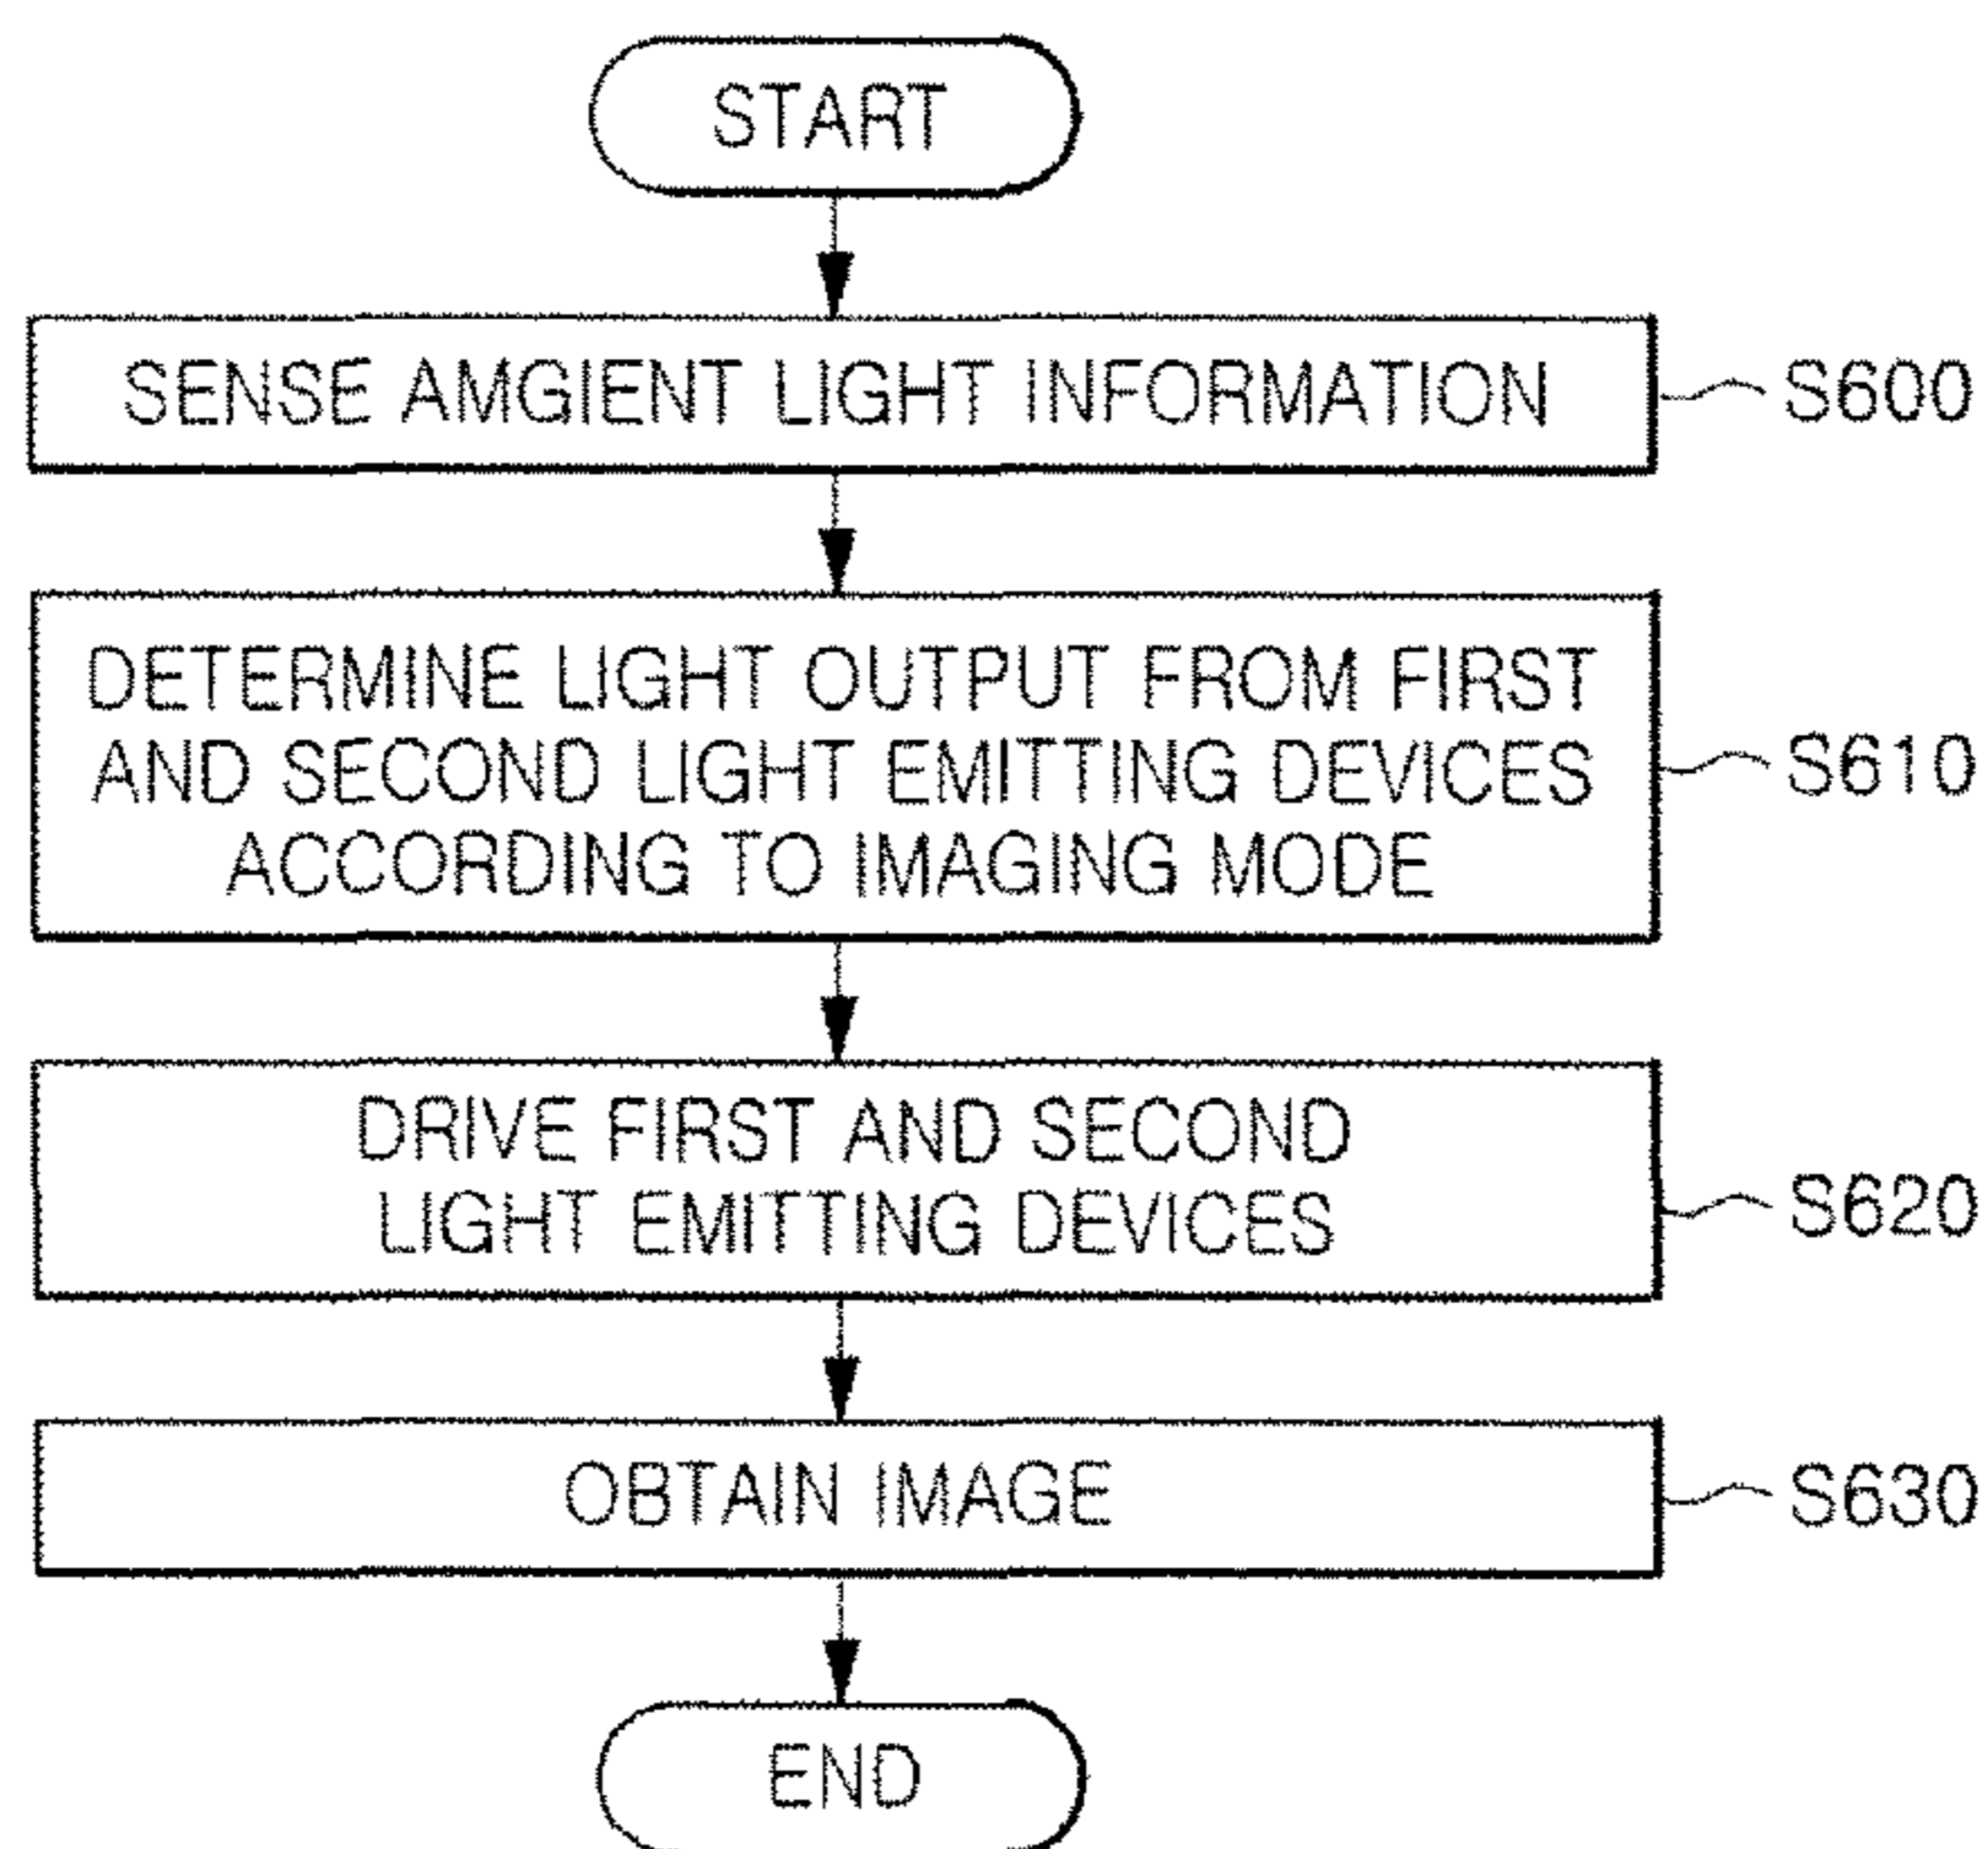 START
SENSE AMGIENT LIGHT INFORMATION
S600
DETERMINE LIGHT OUTPUT FROM FIRST
AND SECOND LIGHT EMITTING DEVICES
ACCORDING TO IMAGING MODE
S610
DRIVE FIRST AND SECOND
LIGHT EMITTING DEVICES
S620
OBTAIN IMAGE
S630
END